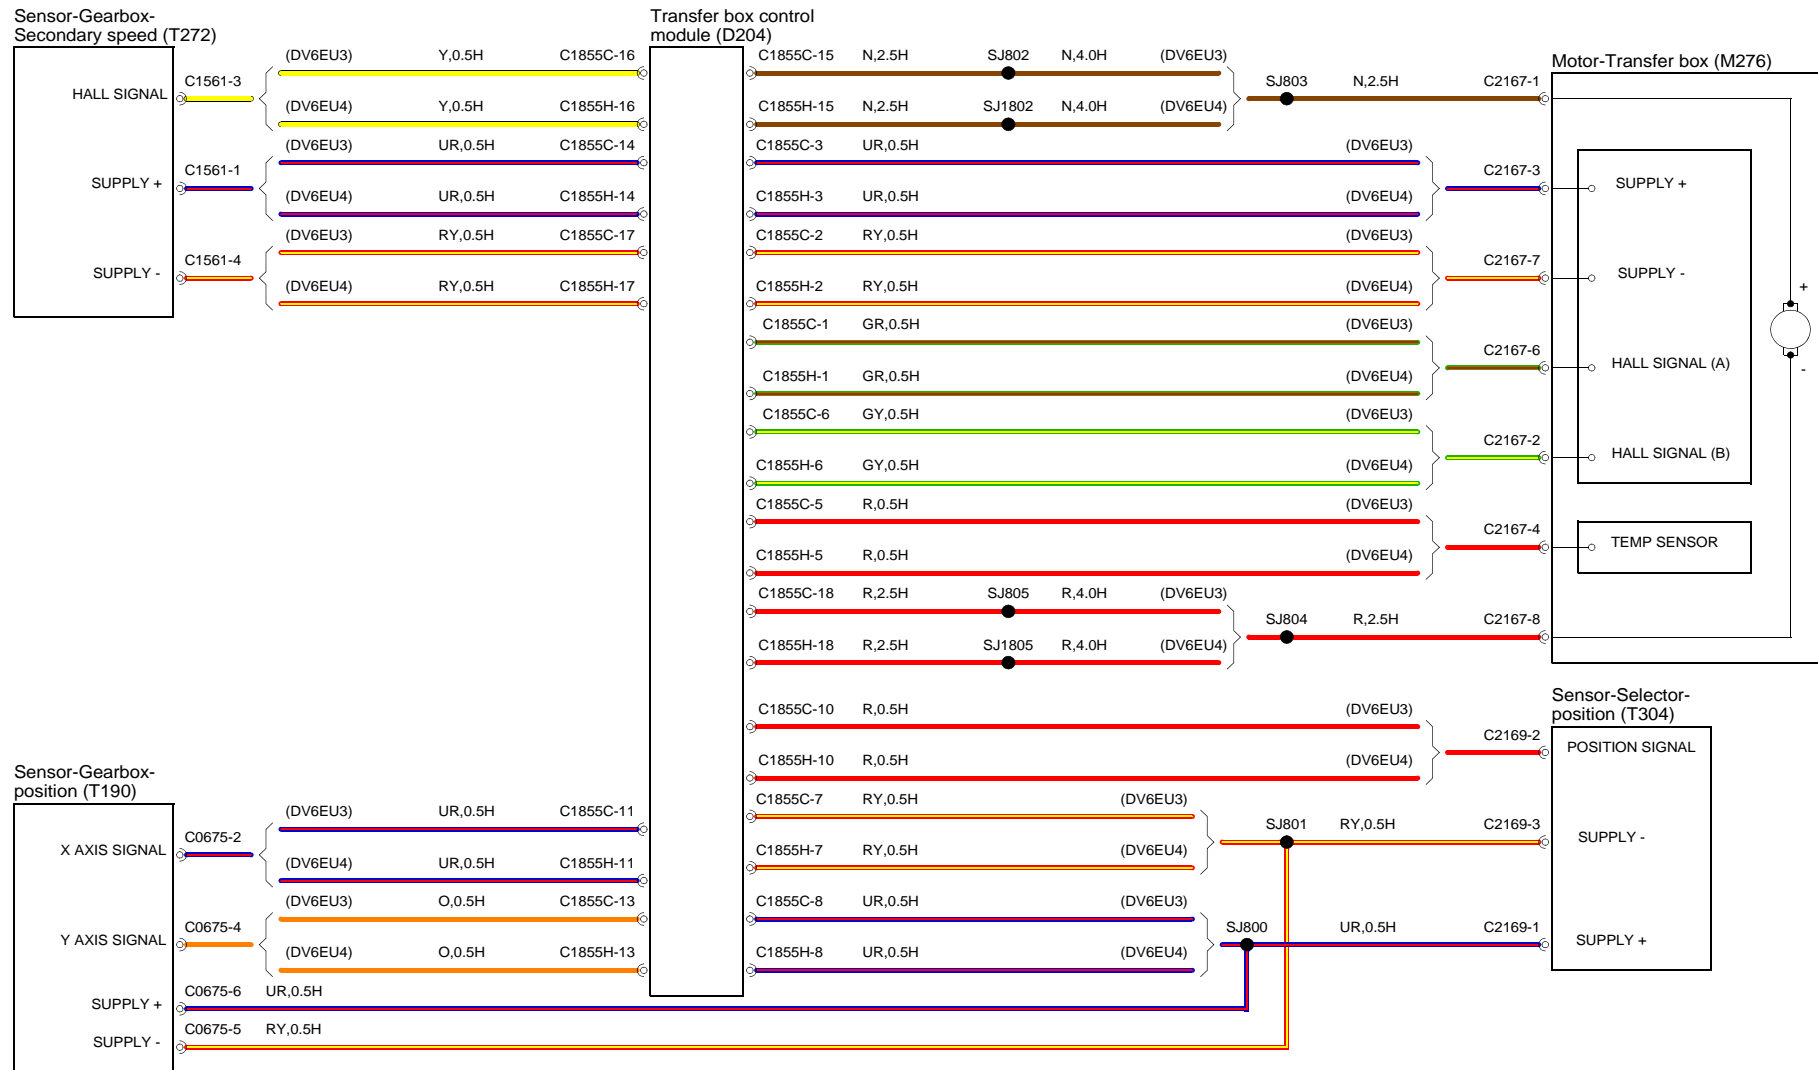 Sensor-Gearbox-
Secondary speed (T272)
HALL SIGNAL
C1561-3
(DV6EU3) Y,0.5H C1855C-16
(DV6EU4) Y,0.5H C1855H-16
SUPPLY +
C1561-1
(DV6EU3) UR,0.5H C1855C-14
(DV6EU4) UR,0.5H C1855H-14
SUPPLY -
C1561-4
(DV6EU3) RY,0.5H C1855C-17
(DV6EU4) RY,0.5H C1855H-17
Transfer box control
module (D204)
C1855C-15 N,2.5H SJ802 N,4.0H (DV6EU3)
C1855H-15 N,2.5H SJ1802 N,4.0H (DV6EU4)
SJ803 N,2.5H C2167-1
C1855C-3 UR,0.5H (DV6EU3)
C1855H-3 UR,0.5H (DV6EU4)
C2167-3
C1855C-2 RY,0.5H (DV6EU3)
C1855H-2 RY,0.5H (DV6EU4)
C2167-7
C1855C-1 GR,0.5H (DV6EU3)
C1855H-1 GR,0.5H (DV6EU4)
C2167-6
C1855C-6 GY,0.5H (DV6EU3)
C1855H-6 GY,0.5H (DV6EU4)
C2167-2
C1855C-5 R,0.5H (DV6EU3)
C1855H-5 R,0.5H (DV6EU4)
C2167-4
C1855C-18 R,2.5H SJ805 R,4.0H (DV6EU3)
C1855H-18 R,2.5H SJ1805 R,4.0H (DV6EU4)
SJ804 R,2.5H C2167-8
Motor-Transfer box (M276)
SUPPLY +
SUPPLY -
HALL SIGNAL (A)
HALL SIGNAL (B)
TEMP SENSOR
+
-
C1855C-10 R,0.5H (DV6EU3)
C1855H-10 R,0.5H (DV6EU4)
C2169-2
C1855C-7 RY,0.5H (DV6EU3)
C1855H-7 RY,0.5H (DV6EU4)
SJ801 RY,0.5H C2169-3
C1855C-8 UR,0.5H (DV6EU3)
C1855H-8 UR,0.5H (DV6EU4)
SJ800 UR,0.5H C2169-1
Sensor-Selector-
position (T304)
POSITION SIGNAL
SUPPLY -
SUPPLY +
Sensor-Gearbox-
position (T190)
X AXIS SIGNAL
C0675-2
(DV6EU3) UR,0.5H C1855C-11
(DV6EU4) UR,0.5H C1855H-11
Y AXIS SIGNAL
C0675-4
(DV6EU3) O,0.5H C1855C-13
(DV6EU4) O,0.5H C1855H-13
SUPPLY +
C0675-6 UR,0.5H
SUPPLY -
C0675-5 RY,0.5H